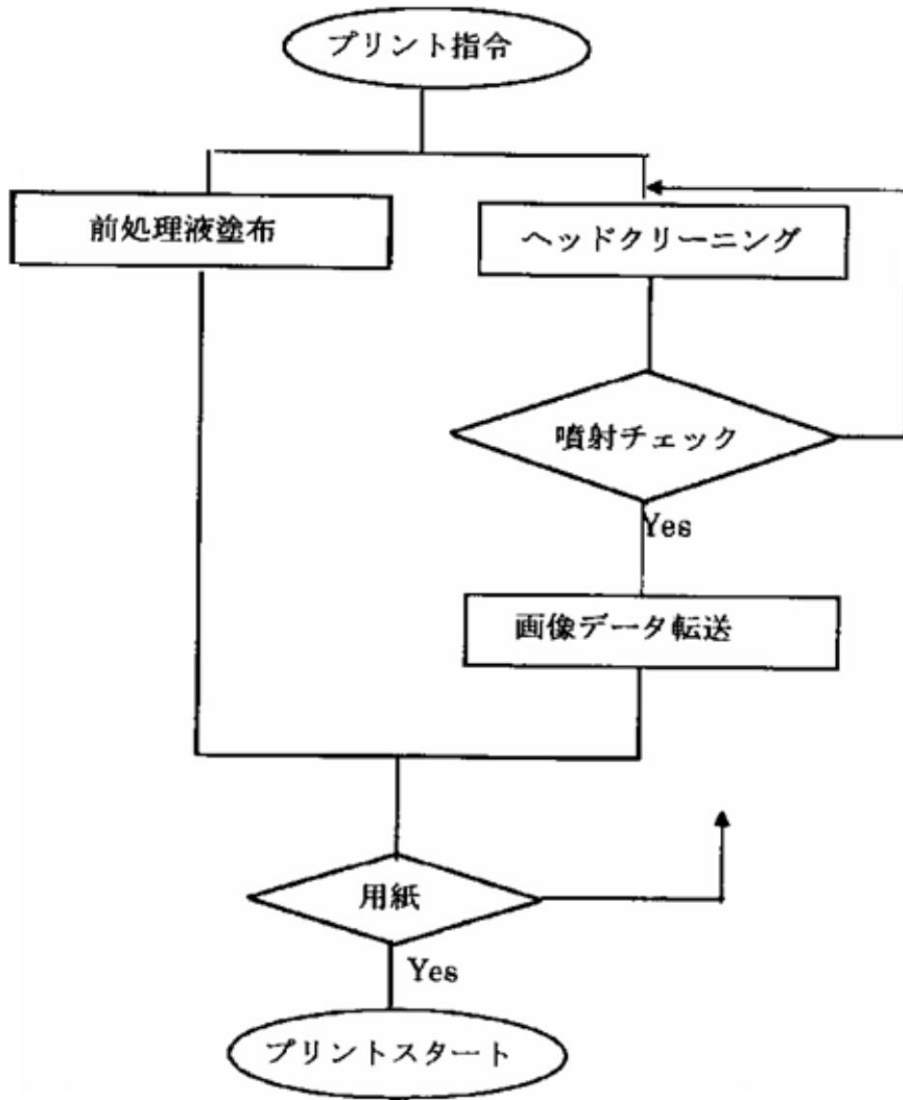 プリント指令
前処理液塗布
ヘッドクリーニング
噴射チェック
Yes
画像データ転送
用紙
Yes
プリントスタート